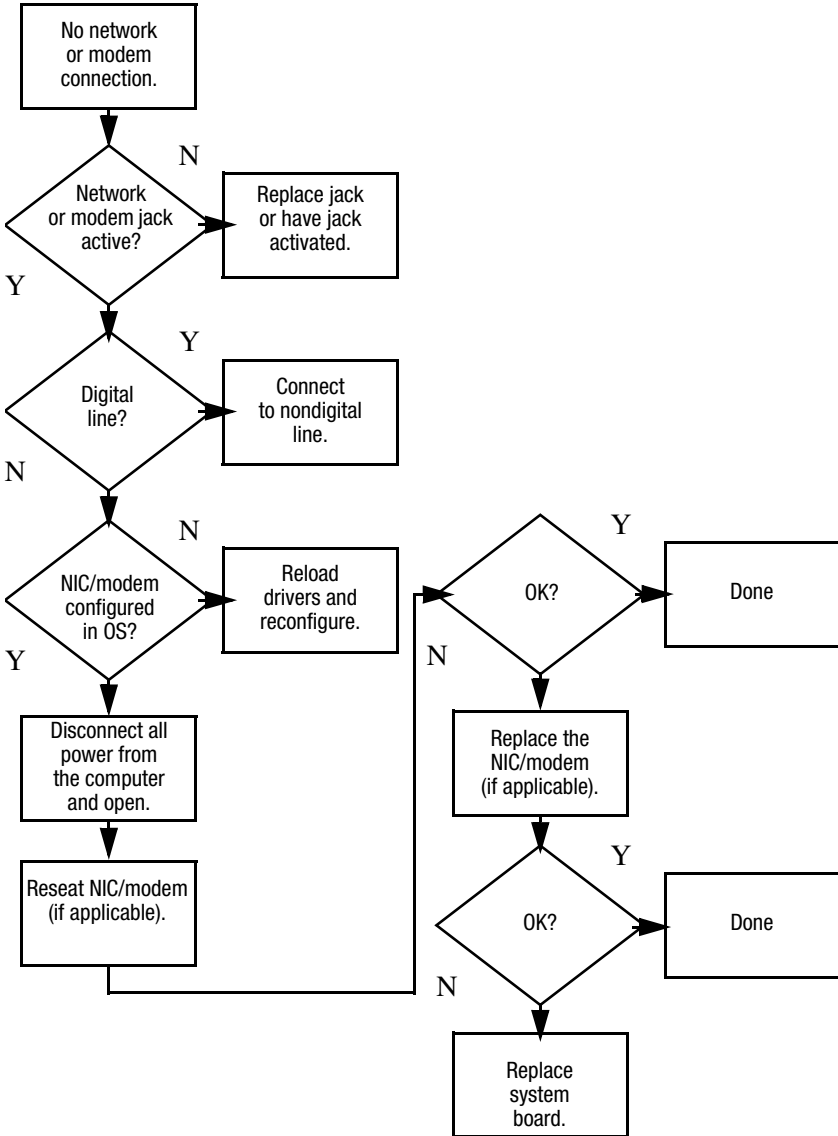 No network
or modem
connection.
N
Network
or modem jack
active?
Replace jack
or have jack
activated.
Y
Y
Digital
line?
Connect
to nondigital
line.
N
N
NIC/modem
configured
in OS?
Reload
drivers and
reconfigure.
Y
Disconnect all
power from
the computer
and open.
Reseat NIC/modem
(if applicable).
Y
OK?
Done
N
Replace the
NIC/modem
(if applicable).
Y
OK?
Done
N
Replace
system
board.